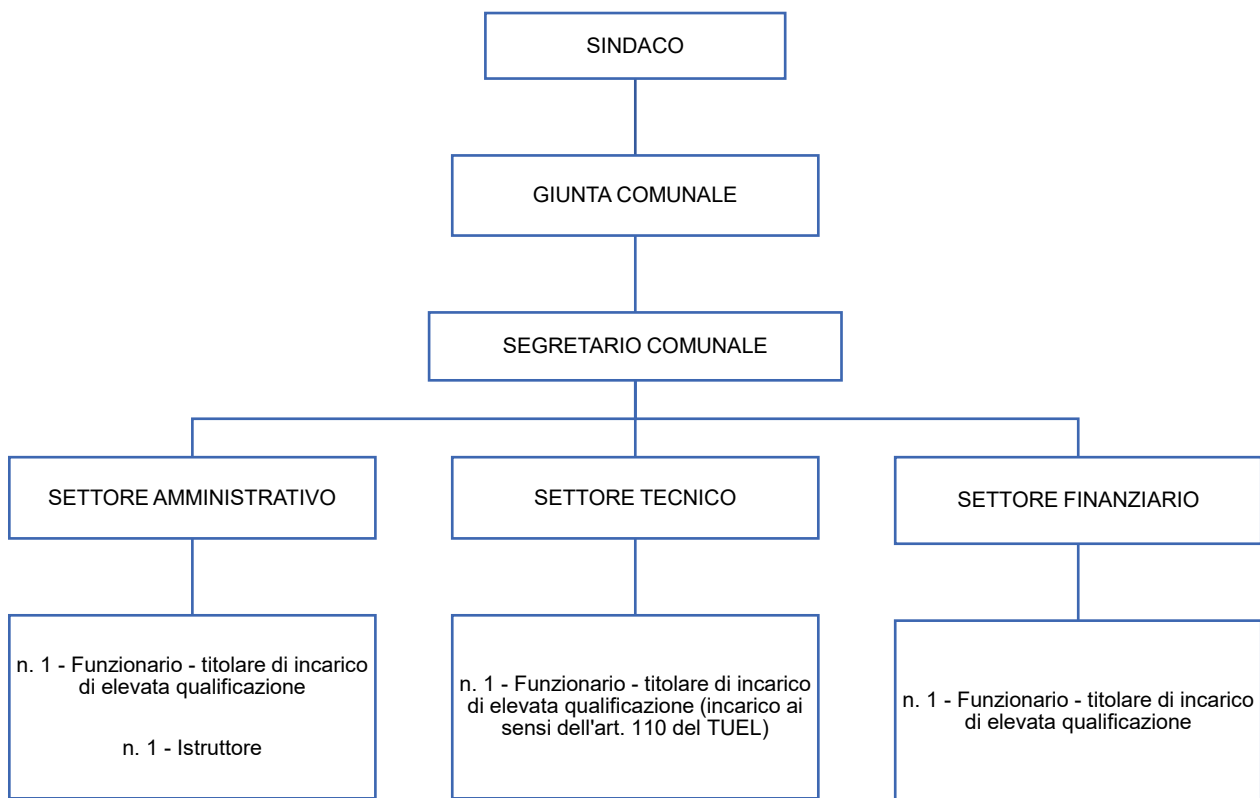 SINDACO
GIUNTA COMUNALE
SEGRETARIO COMUNALE
SETTORE AMMINISTRATIVO
SETTORE TECNICO
SETTORE FINANZIARIO
n. 1 - Funzionario - titolare di incarico
di elevata qualificazione
n. 1 - Istruttore
n. 1 - Funzionario - titolare di incarico
di elevata qualificazione (incarico ai
sensi dell'art. 110 del TUEL)
n. 1 - Funzionario - titolare di incarico
di elevata qualificazione